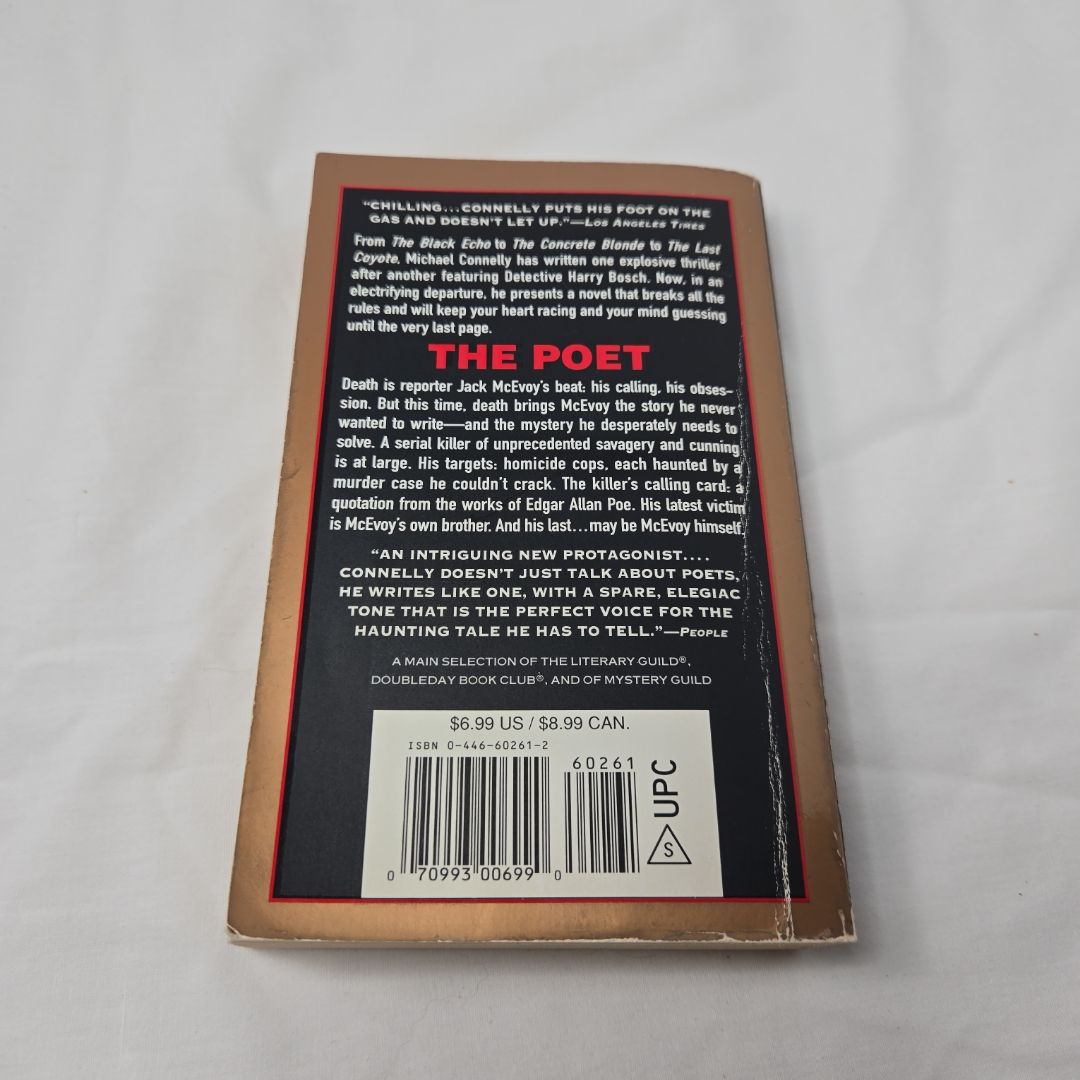 "CHILLING...CONNELLY PUTS HIS FOOT ON THE
GAS AND DOESN'T LET UP."—LOS ANGELES TIMES
From The Black Echo to The Concrete Blonde to The Last
Coyote, Michael Connelly has written one explosive thriller
after another featuring Detective Harry Bosch. Now, in an
electrifying departure, he presents a novel that breaks all the
rules and will keep your heart racing and your mind guessing
until the very last page.
THE POET
Death is reporter Jack McEvoy's beat: his calling, his obses-
sion. But this time, death brings McEvoy the story he never
wanted to write—and the mystery he desperately needs to
solve. A serial killer of unprecedented savagery and cunning
is at large. His targets: homicide cops, each haunted by a
murder case he couldn't crack. The killer's calling card: a
quotation from the works of Edgar Allan Poe. His latest victim
is McEvoy's own brother. And his last...may be McEvoy himself.
"AN INTRIGUING NEW PROTAGONIST....
CONNELLY DOESN'T JUST TALK ABOUT POETS,
HE WRITES LIKE ONE, WITH A SPARE, ELEGIAC
TONE THAT IS THE PERFECT VOICE FOR THE
HAUNTING TALE HE HAS TO TELL."—PEOPLE
A MAIN SELECTION OF THE LITERARY GUILD®,
DOUBLEDAY BOOK CLUB®, AND OF MYSTERY GUILD
$6.99 US / $8.99 CAN.
ISBN 0-446-60261-2
60261
0 70993 00699 0
UPC
S